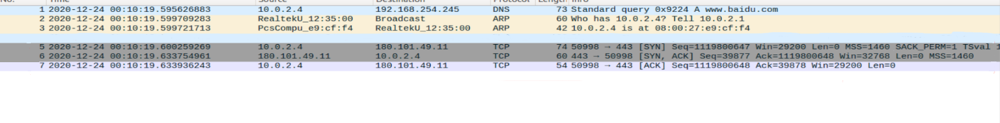 No. Time Source Destination Protocol Length Info
1 2020-12-24 00:10:19.595626883 10.0.2.4 192.168.254.245 DNS 73 Standard query 0x9224 A www.baidu.com
2 2020-12-24 00:10:19.599709283 RealtekU_12:35:00 Broadcast ARP 60 Who has 10.0.2.4? Tell 10.0.2.1
3 2020-12-24 00:10:19.599721713 PcsCompu_e9:cf:f4 RealtekU_12:35:00 ARP 42 10.0.2.4 is at 08:00:27:e9:cf:f4
5 2020-12-24 00:10:19.600259269 10.0.2.4 180.101.49.11 TCP 74 50998 → 443 [SYN] Seq=1119800647 Win=29200 Len=0 MSS=1460 SACK_PERM=1 TSval
6 2020-12-24 00:10:19.633754961 180.101.49.11 10.0.2.4 TCP 60 443 → 50998 [SYN, ACK] Seq=39877 Ack=1119800648 Win=32768 Len=0 MSS=1460
7 2020-12-24 00:10:19.633936243 10.0.2.4 180.101.49.11 TCP 54 50998 → 443 [ACK] Seq=1119800648 Ack=39878 Win=29200 Len=0